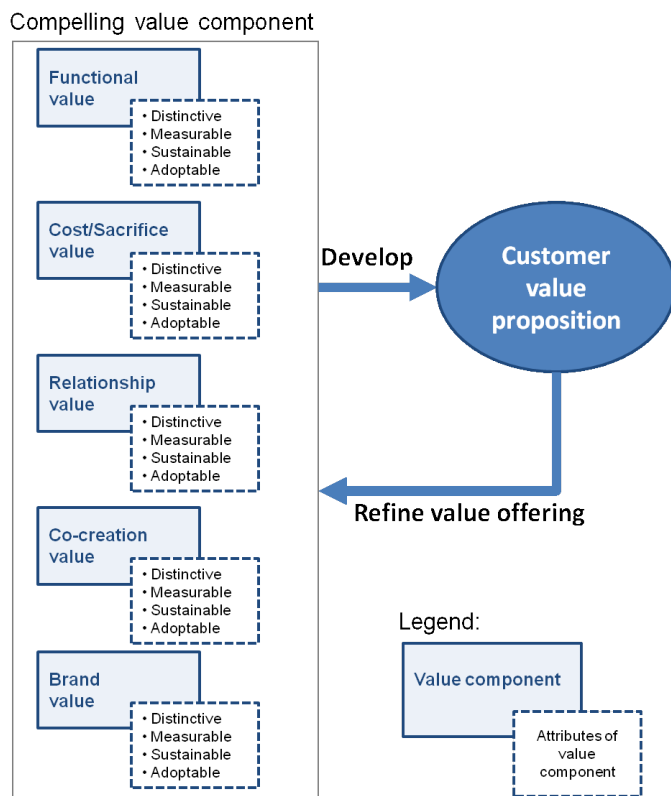 Compelling value component
Functional
value
• Distinctive
• Measurable
• Sustainable
• Adoptable
Cost/Sacrifice
value
• Distinctive
• Measurable
• Sustainable
• Adoptable
Relationship
value
• Distinctive
• Measurable
• Sustainable
• Adoptable
Co-creation
value
• Distinctive
• Measurable
• Sustainable
• Adoptable
Brand
value
• Distinctive
• Measurable
• Sustainable
• Adoptable
Develop
Customer
value
proposition
Refine value offering
Legend:
Value component
Attributes of
value
component